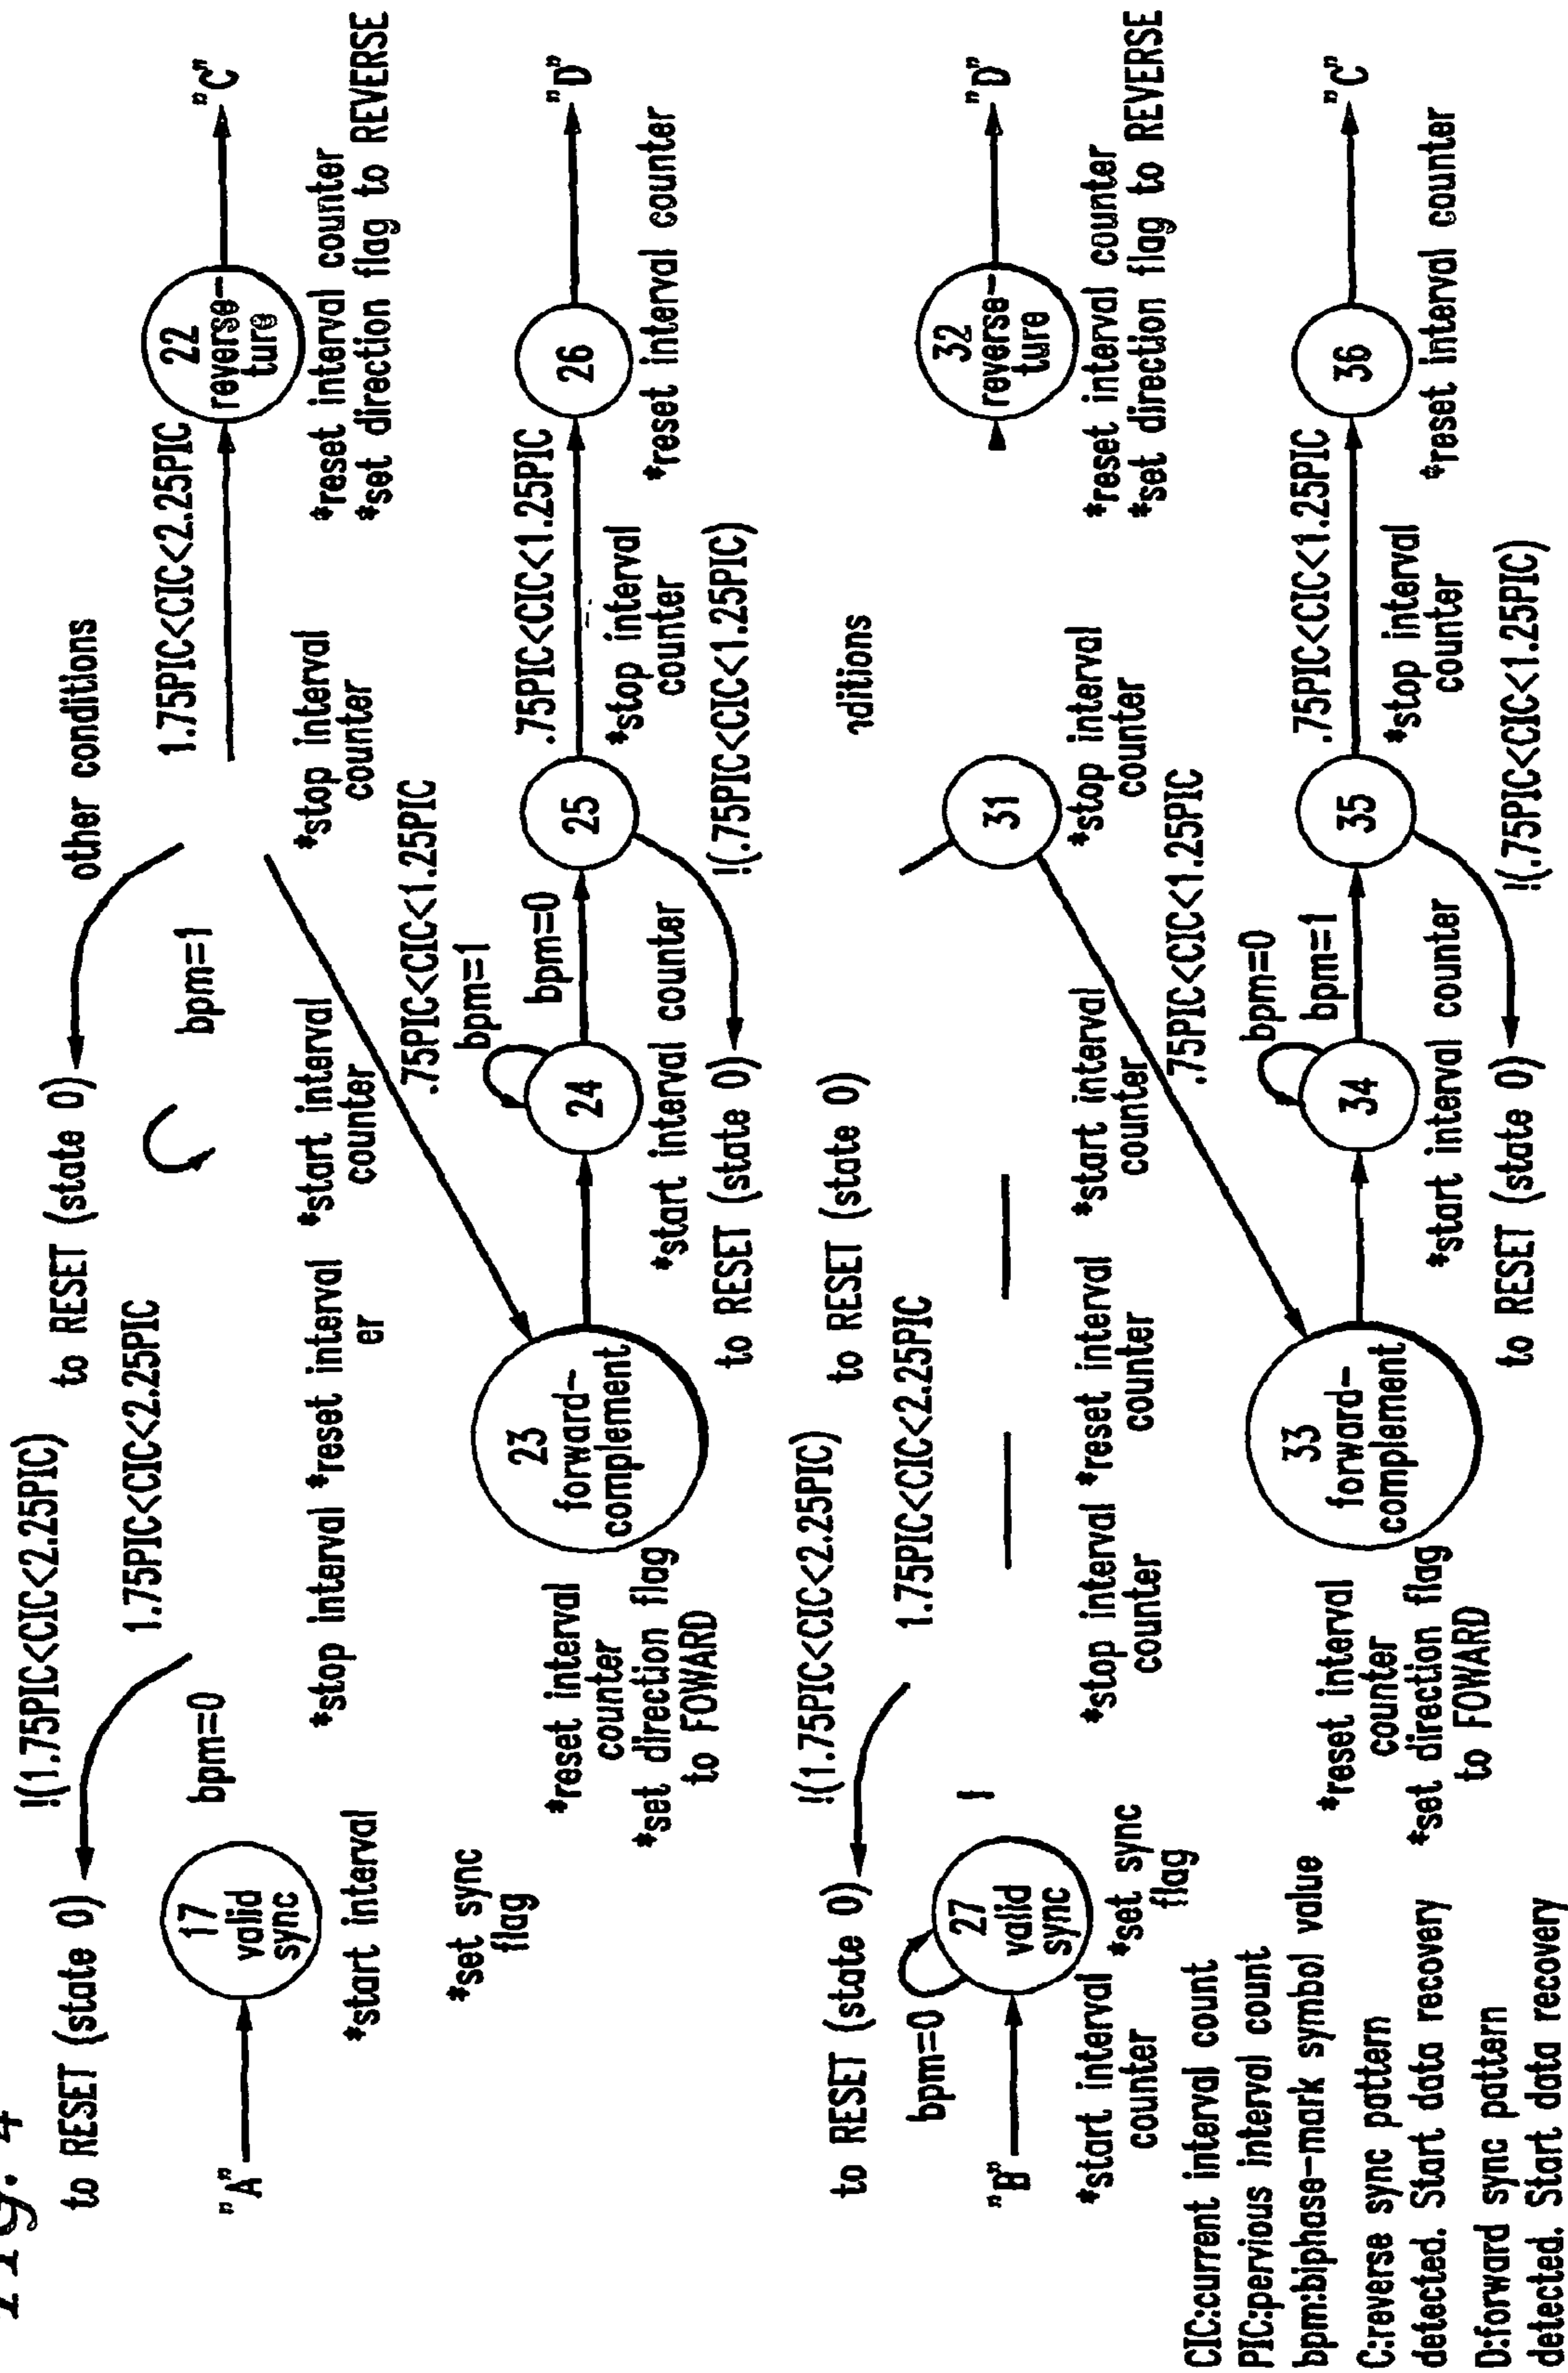 Fig. 4
!(1.75PIC<CIC<2.25PIC)
to RESET (state 0)
to RESET (state 0)
other conditions
1.75PIC<CIC<2.25PIC
1.75PIC<CIC<2.25PIC
bpm=0
bpm=1
"A"
17
valid
sync
22
reverse-
ture
"C"
*start interval
*stop interval
*reset interval
er
*start interval
counter
*stop interval
counter
*reset interval counter
*set direction flag to REVERSE
*set sync
flag
.75PIC<CIC<1.25PIC
bpm=1
bpm=0
.75PIC<CIC<1.25PIC
23
forward-
complement
24
25
26
"D"
*reset interval
counter
*set direction flag
to FOWARD
*start interval counter
*stop interval
counter
*reset interval counter
to RESET (state 0)
!(.75PIC<CIC<1.25PIC)
!(1.75PIC<CIC<2.25PIC)
to RESET (state 0)
to RESET (state 0)
nditions
1.75PIC<CIC<2.25PIC
bpm=0
"B"
27
valid
sync
31
32
reverse-
ture
"D"
*start interval
counter
*set sync
flag
*stop interval
counter
*reset interval
counter
*start interval
counter
*stop interval
counter
*reset interval counter
*set direction flag to REVERSE
.75PIC<CIC<1.25PIC
bpm=0
bpm=1
.75PIC<CIC<1.25PIC
33
forward-
complement
34
35
36
"C"
*reset interval
counter
*set direction flag
to FOWARD
*start interval counter
*stop interval
counter
*reset interval counter
to RESET (state 0)
!(.75PIC<CIC<1.25PIC)
CIC:current interval count
PIC:pervious interval count
bpm:biphase-mark symbol value
C:reverse sync pattern
detected. Start data recovery
D:forward sync pattern
detected. Start data recovery